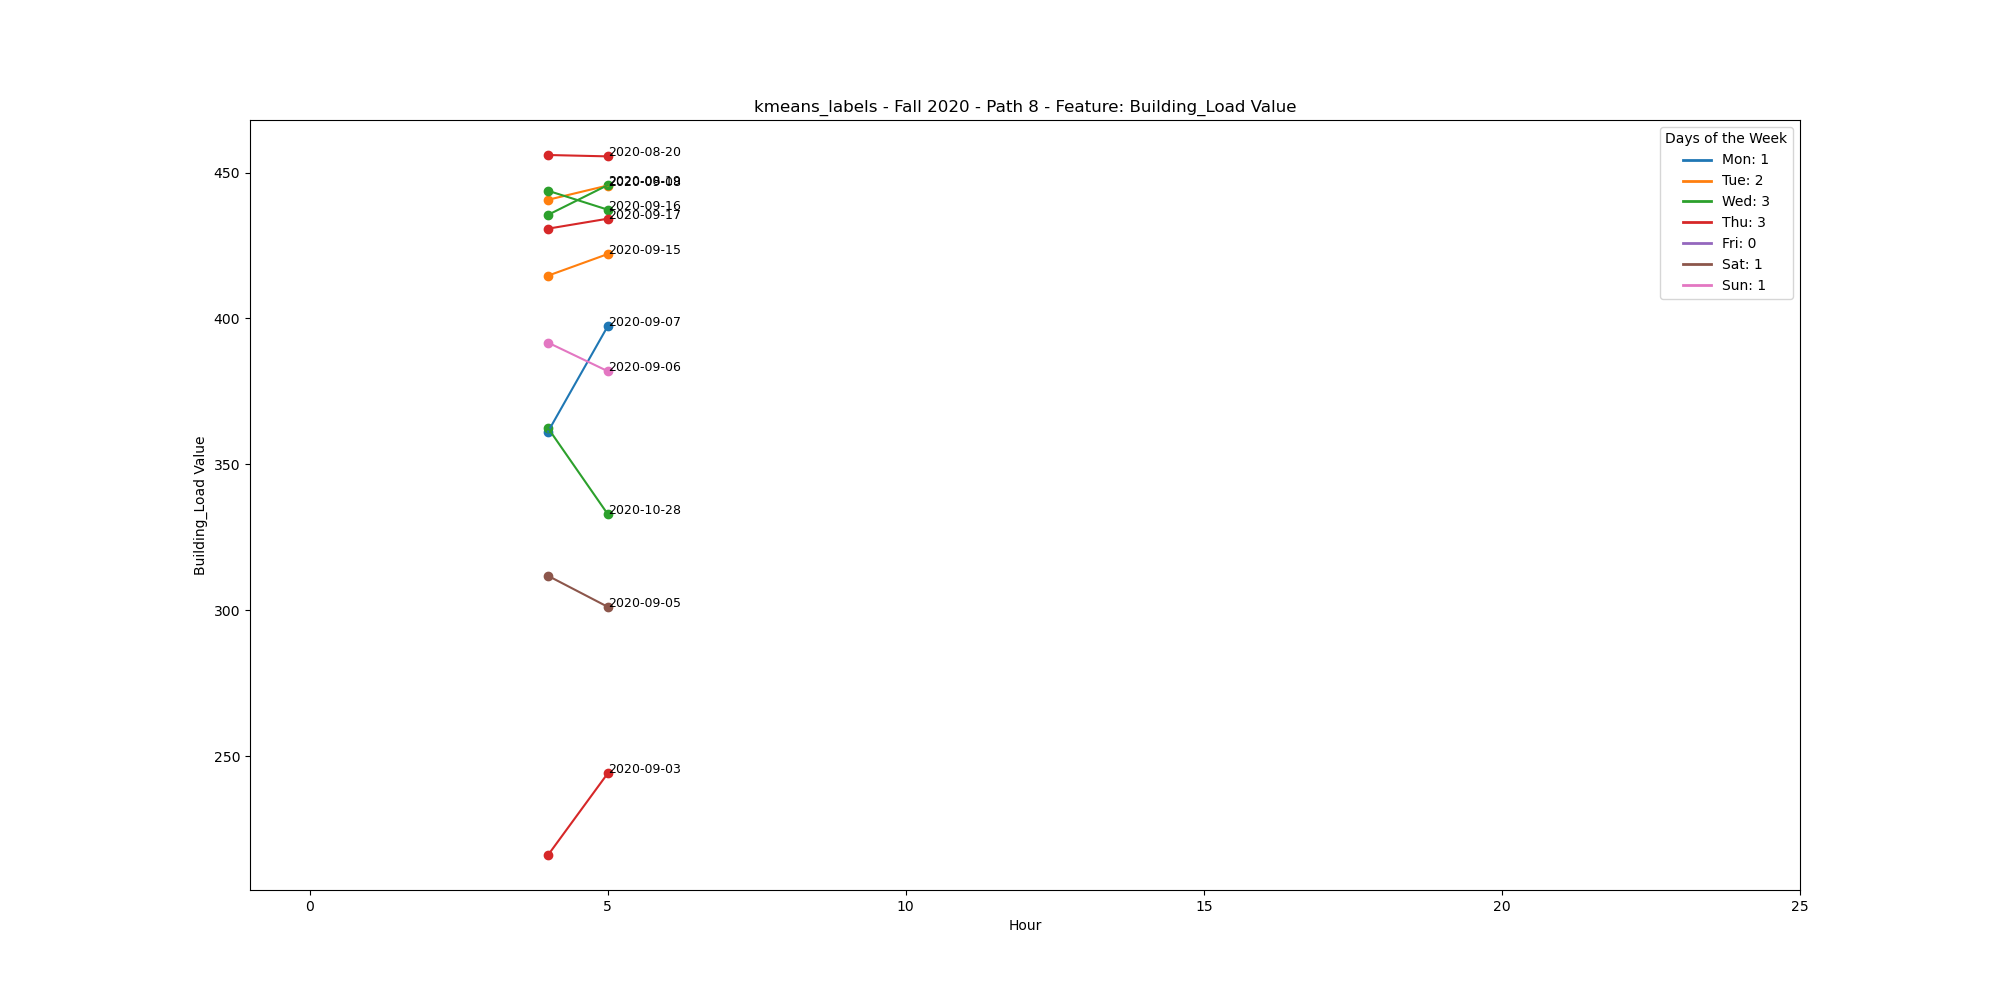 kmeans_labels - Fall 2020 - Path 8 - Feature: Building_Load Value
Days of the Week
Mon: 1
Tue: 2
Wed: 3
Thu: 3
Fri: 0
Sat: 1
Sun: 1
2020-08-20
2020-09-16
2020-09-17
2020-09-15
2020-09-07
2020-09-06
2020-10-28
2020-09-05
2020-09-03
450
400
350
300
250
Building_Load Value
0
5
10
15
20
25
Hour